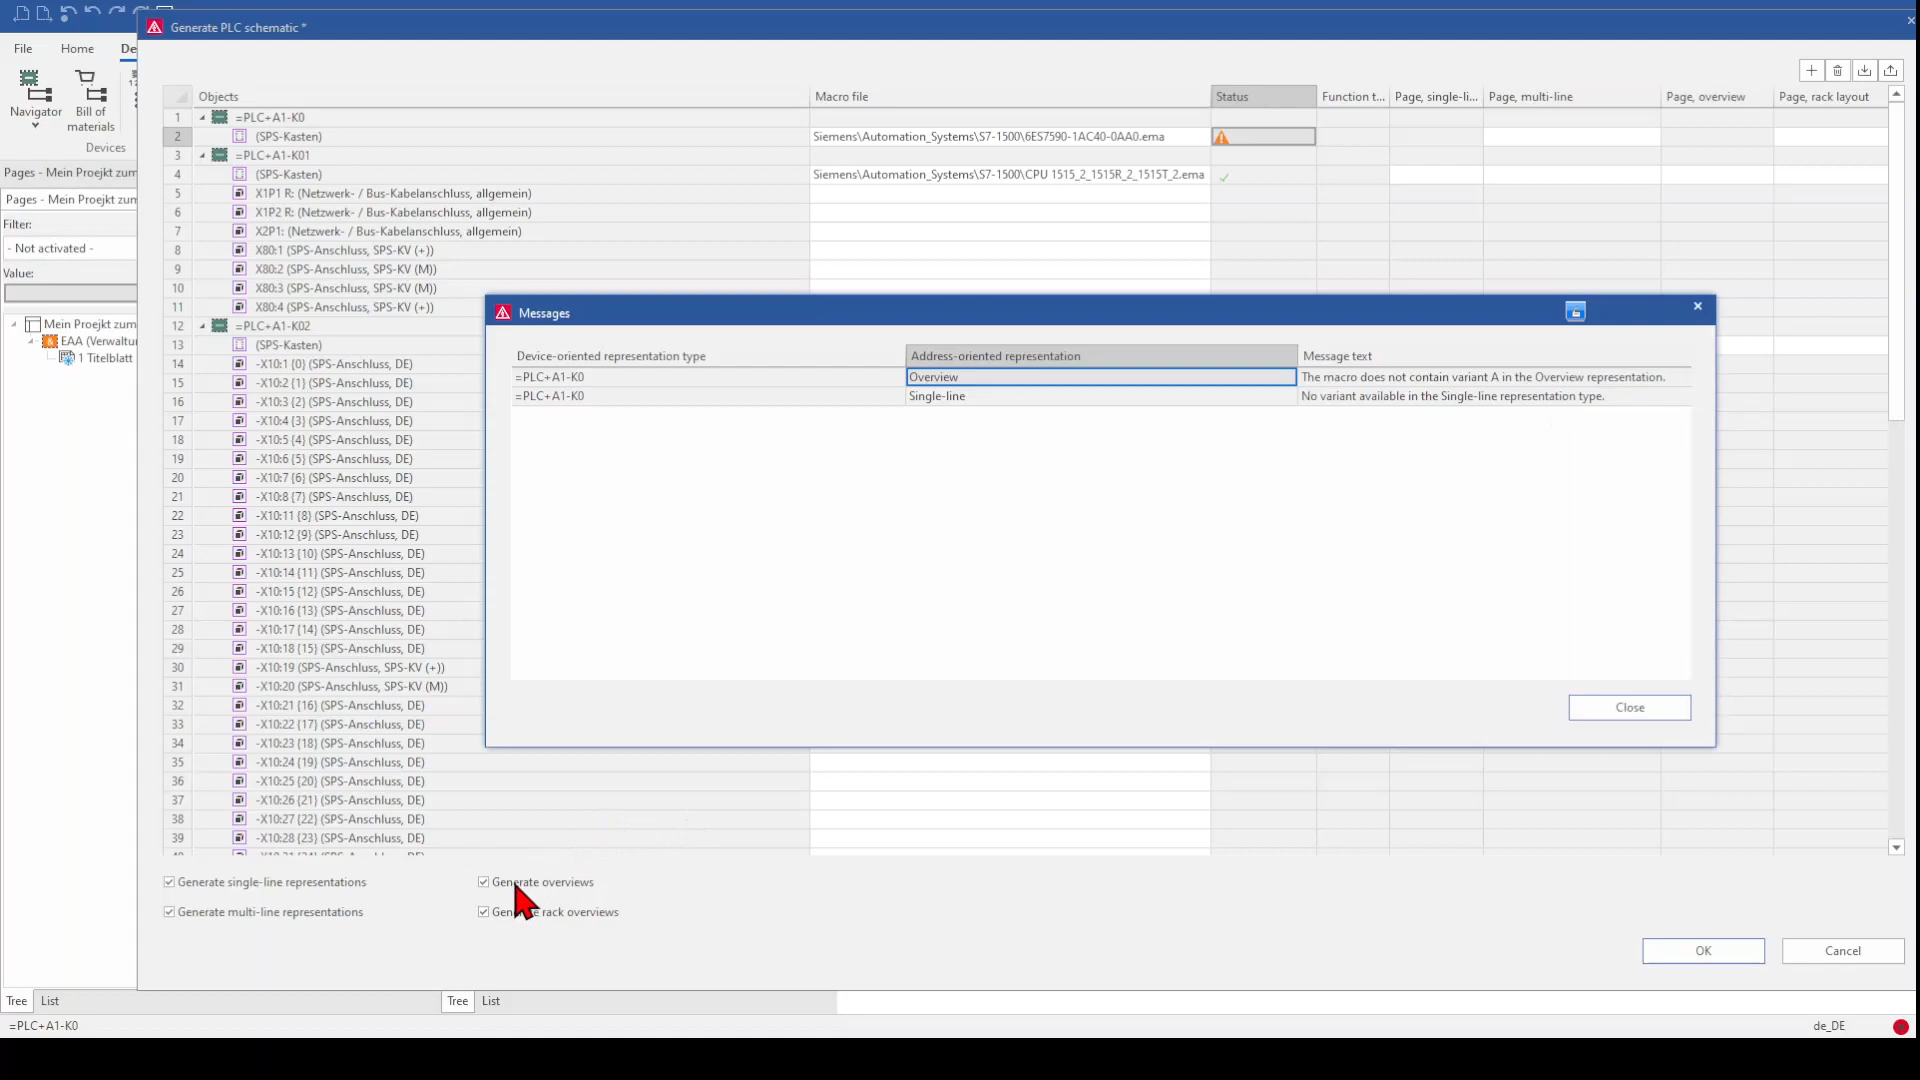 Generate PLC schematic *
File
Home
De
Navigator
Bill of
materials
Devices
Pages - Mein Proejkt zum
Pages - Mein Proejkt zum
Filter:
- Not activated -
Value:
Mein Proejkt zum
EAA (Verwaltu
1 Titelblatt
Objects Macro file Status Function t... Page, single-li... Page, multi-line Page, overview Page, rack layout
1 =PLC+A1-K0
2 (SPS-Kasten) Siemens\Automation_Systems\S7-1500\6ES7590-1AC40-0AA0.ema
3 =PLC+A1-K01
4 (SPS-Kasten) Siemens\Automation_Systems\S7-1500\CPU 1515_2_1515R_2_1515T_2.ema
5 X1P1 R: (Netzwerk- / Bus-Kabelanschluss, allgemein)
6 X1P2 R: (Netzwerk- / Bus-Kabelanschluss, allgemein)
7 X2P1: (Netzwerk- / Bus-Kabelanschluss, allgemein)
8 X80:1 (SPS-Anschluss, SPS-KV (+))
9 X80:2 (SPS-Anschluss, SPS-KV (M))
10 X80:3 (SPS-Anschluss, SPS-KV (M))
11 X80:4 (SPS-Anschluss, SPS-KV (+))
12 =PLC+A1-K02
13 (SPS-Kasten)
14 -X10:1 {0} (SPS-Anschluss, DE)
15 -X10:2 {1} (SPS-Anschluss, DE)
16 -X10:3 {2} (SPS-Anschluss, DE)
17 -X10:4 {3} (SPS-Anschluss, DE)
18 -X10:5 {4} (SPS-Anschluss, DE)
19 -X10:6 {5} (SPS-Anschluss, DE)
20 -X10:7 {6} (SPS-Anschluss, DE)
21 -X10:8 {7} (SPS-Anschluss, DE)
22 -X10:11 {8} (SPS-Anschluss, DE)
23 -X10:12 {9} (SPS-Anschluss, DE)
24 -X10:13 {10} (SPS-Anschluss, DE)
25 -X10:14 {11} (SPS-Anschluss, DE)
26 -X10:15 {12} (SPS-Anschluss, DE)
27 -X10:16 {13} (SPS-Anschluss, DE)
28 -X10:17 {14} (SPS-Anschluss, DE)
29 -X10:18 {15} (SPS-Anschluss, DE)
30 -X10:19 (SPS-Anschluss, SPS-KV (+))
31 -X10:20 (SPS-Anschluss, SPS-KV (M))
32 -X10:21 {16} (SPS-Anschluss, DE)
33 -X10:22 {17} (SPS-Anschluss, DE)
34 -X10:23 {18} (SPS-Anschluss, DE)
35 -X10:24 {19} (SPS-Anschluss, DE)
36 -X10:25 {20} (SPS-Anschluss, DE)
37 -X10:26 {21} (SPS-Anschluss, DE)
38 -X10:27 {22} (SPS-Anschluss, DE)
39 -X10:28 {23} (SPS-Anschluss, DE)
Messages
Device-oriented representation type Address-oriented representation Message text
=PLC+A1-K0 Overview The macro does not contain variant A in the Overview representation.
=PLC+A1-K0 Single-line No variant available in the Single-line representation type.
Close
Generate single-line representations
Generate overviews
Generate multi-line representations
rack overviews
OK
Cancel
Tree List Tree List
=PLC+A1-K0 de_DE